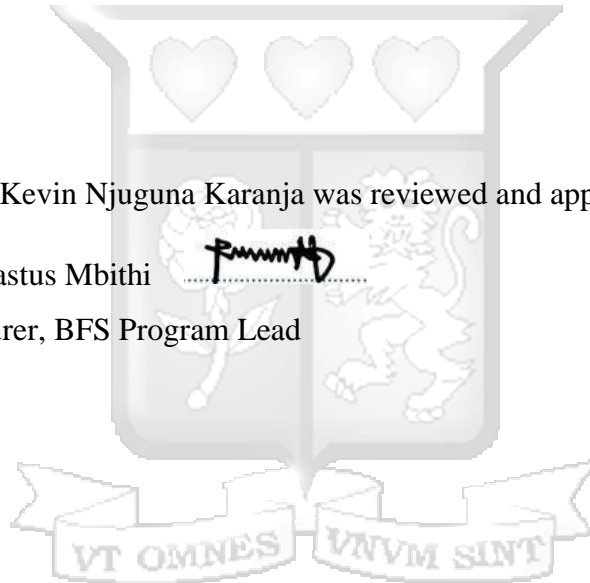 Kevin Njuguna Karanja was reviewed and app
astus Mbithi
rer, BFS Program Lead
VT OMNES VNVM SINT